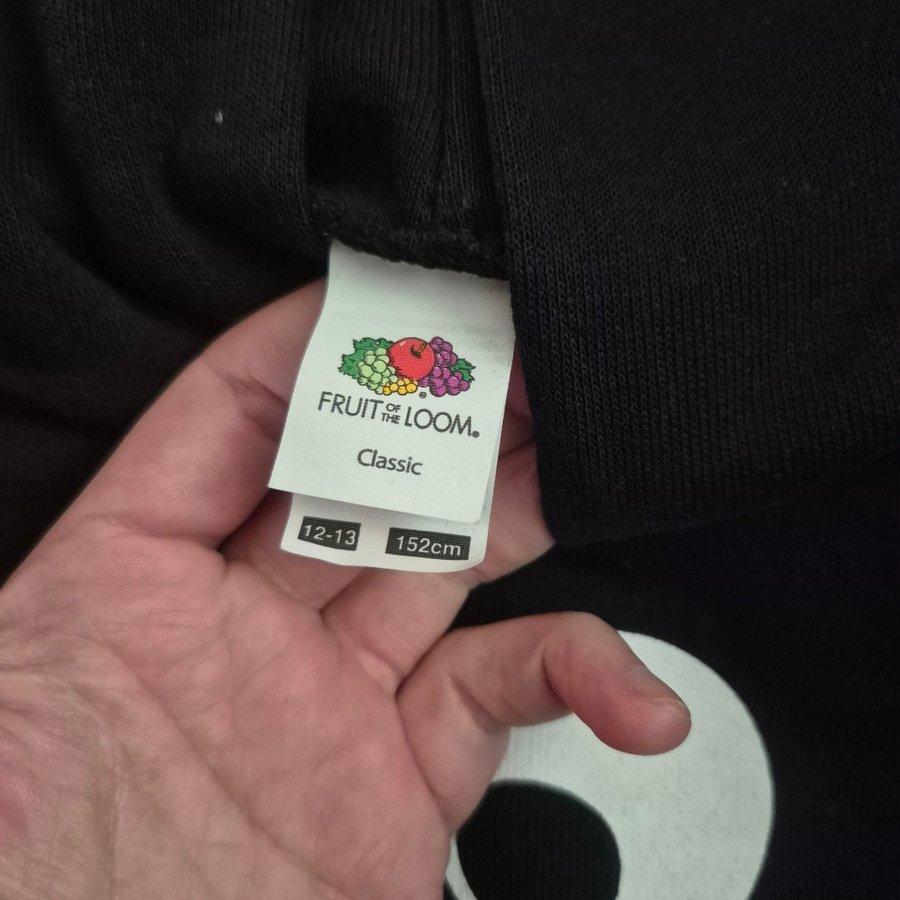 FRUIT OF THE LOOM®
Classic
12-13 152cm